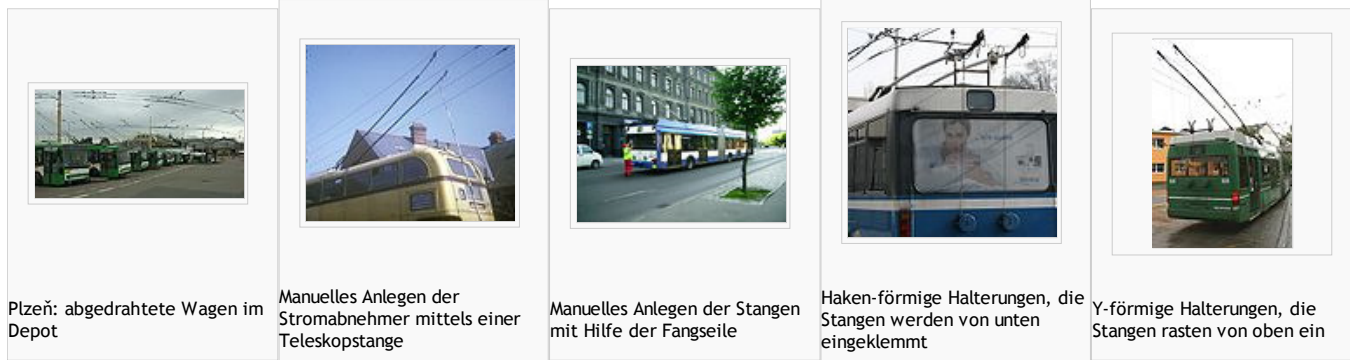 Plzeň: abgedrahtete Wagen im
Depot
Manuelles Anlegen der
Stromabnehmer mittels einer
Teleskopstange
Manuelles Anlegen der Stangen
mit Hilfe der Fangseile
Haken-förmige Halterungen, die
Stangen werden von unten
eingeklemmt
Y-förmige Halterungen, die
Stangen rasten von oben ein